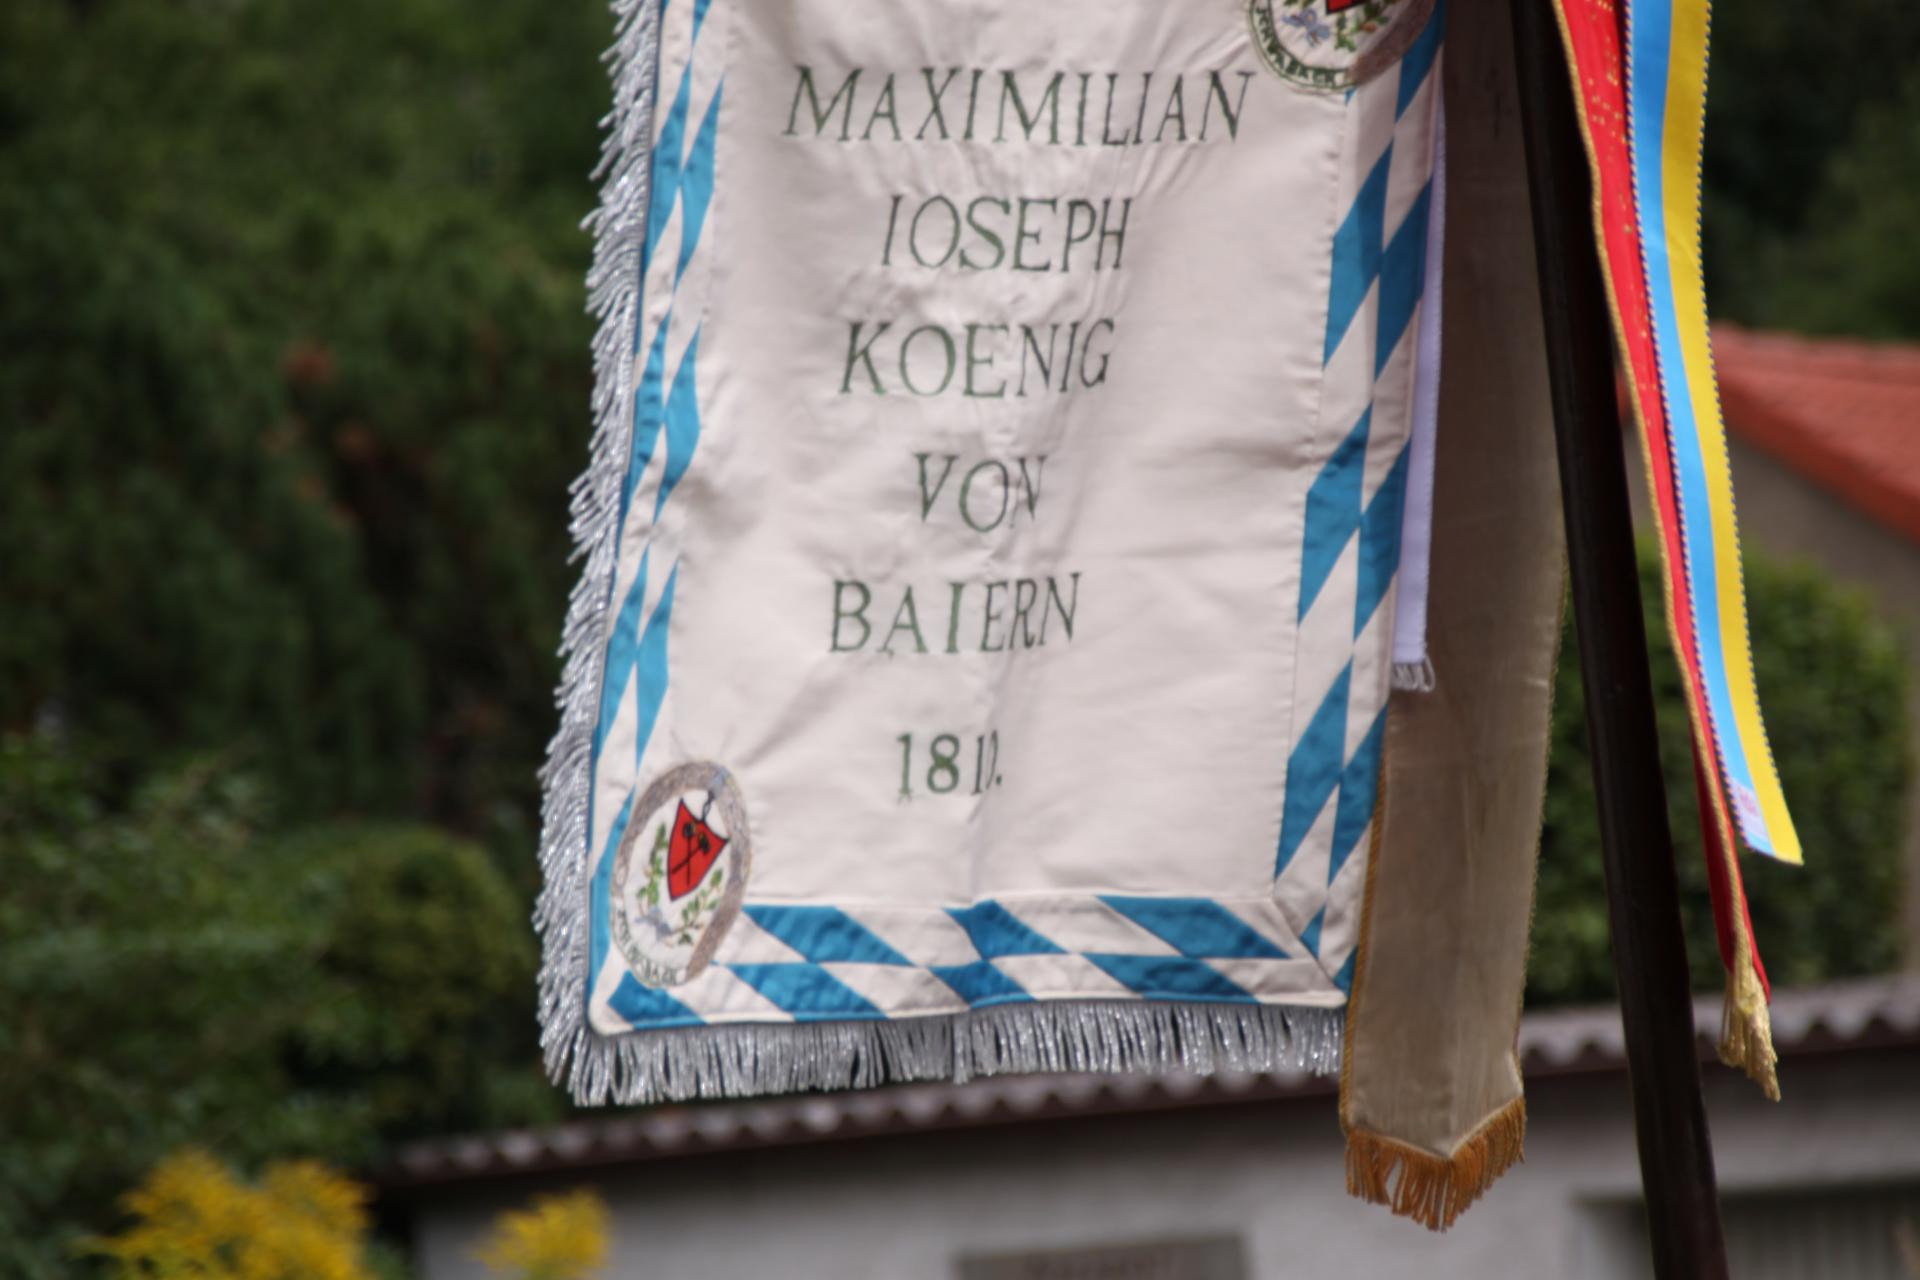 MAXIMILIAN
IOSEPH
KOENIG
VON
BAIERN
1810.